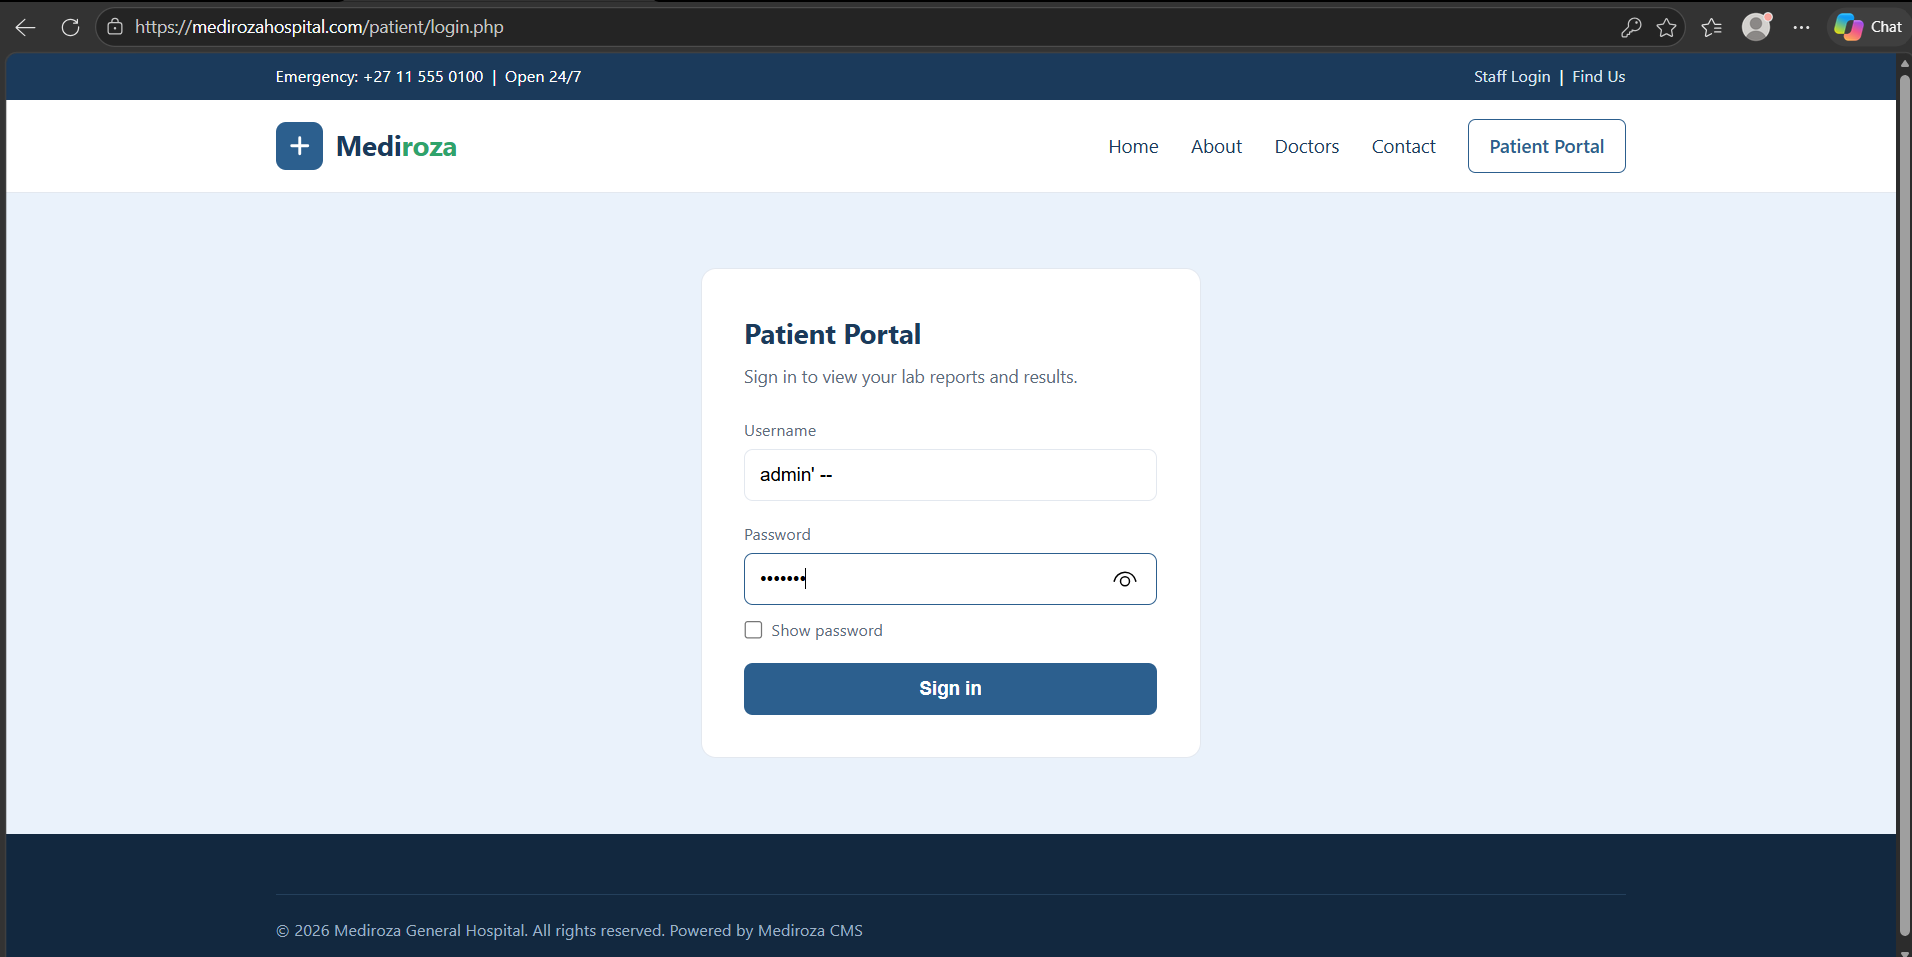 https://medirozahospital.com/patient/login.php
Chat
Emergency: +27 11 555 0100 | Open 24/7
Staff Login | Find Us
Mediroza
Home
About
Doctors
Contact
Patient Portal
Patient Portal
Sign in to view your lab reports and results.
Username
admin' --
Password
•••••••
Show password
Sign in
© 2026 Mediroza General Hospital. All rights reserved. Powered by Mediroza CMS